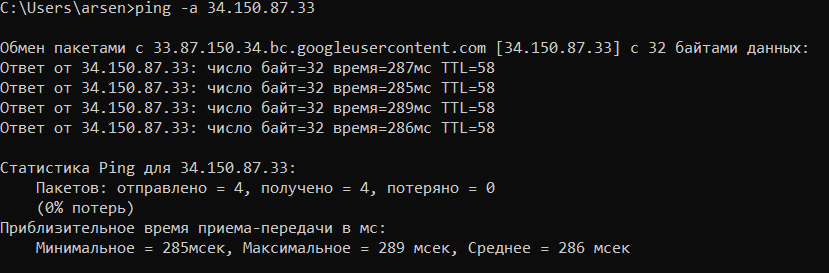 C:\Users\arsen>ping -a 34.150.87.33
Обмен пакетами с 33.87.150.34.bc.googleusercontent.com [34.150.87.33] с 32 байтами данных:
Ответ от 34.150.87.33: число байт=32 время=287мс TTL=58
Ответ от 34.150.87.33: число байт=32 время=285мс TTL=58
Ответ от 34.150.87.33: число байт=32 время=289мс TTL=58
Ответ от 34.150.87.33: число байт=32 время=286мс TTL=58
Статистика Ping для 34.150.87.33:
Пакетов: отправлено = 4, получено = 4, потеряно = 0
(0% потерь)
Приблизительное время приема-передачи в мс:
Минимальное = 285мсек, Максимальное = 289 мсек, Среднее = 286 мсек